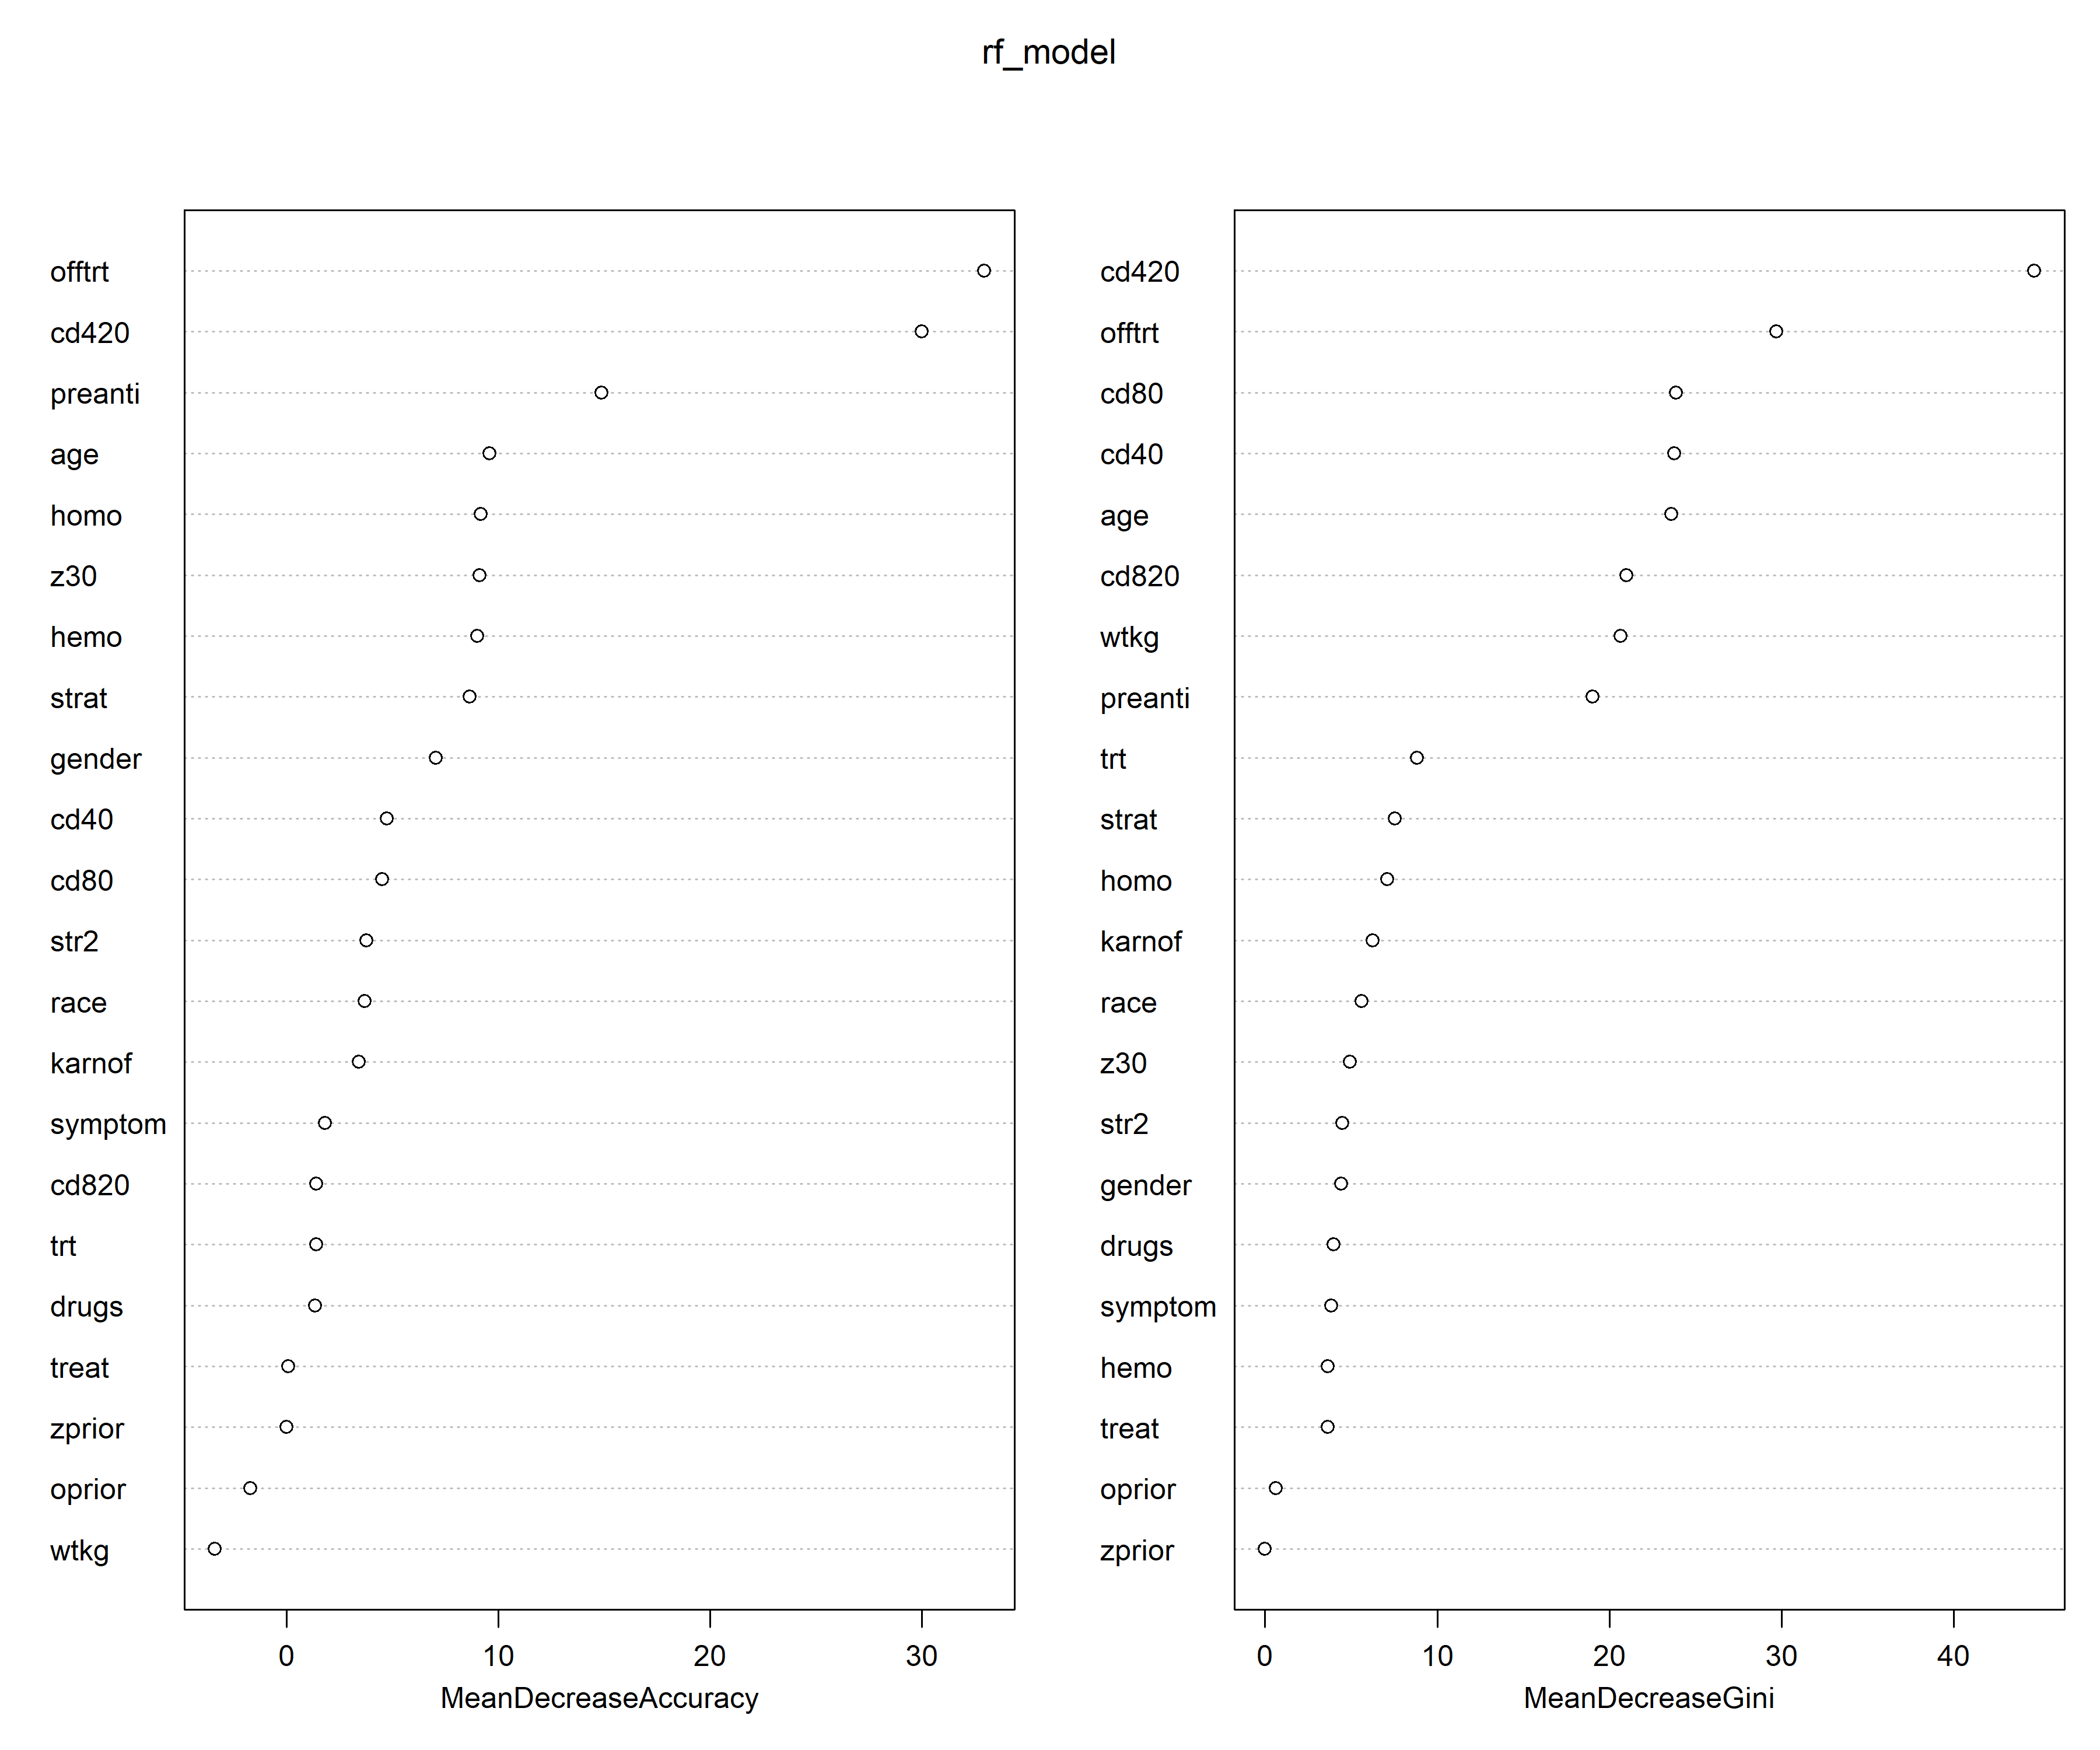 rf_model
offtrt
cd420
preanti
age
homo
z30
hemo
strat
gender
cd40
cd80
str2
race
karnof
symptom
cd820
trt
drugs
treat
zprior
oprior
wtkg
0 10 20 30
MeanDecreaseAccuracy
cd420
offtrt
cd80
cd40
age
cd820
wtkg
preanti
trt
strat
homo
karnof
race
z30
str2
gender
drugs
symptom
hemo
treat
oprior
zprior
0 10 20 30 40
MeanDecreaseGini